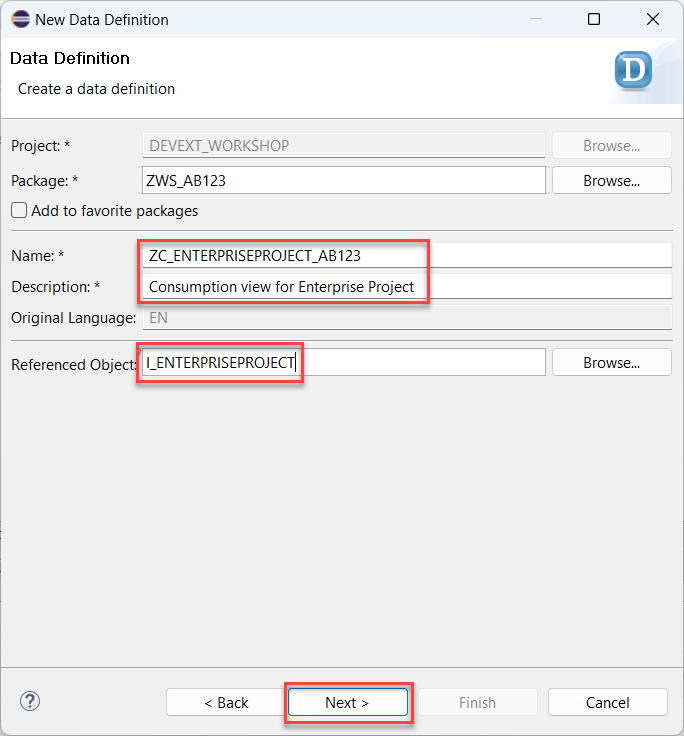 New Data Definition
Data Definition
Create a data definition
D
Project: * DEVEXT_WORKSHOP Browse...
Package: * ZWS_AB123 Browse...
Add to favorite packages
Name: * ZC_ENTERPRISEPROJECT_AB123
Description: * Consumption view for Enterprise Project
Original Language: EN
Referenced Object: I_ENTERPRISEPROJECT Browse...
? < Back Next > Finish Cancel